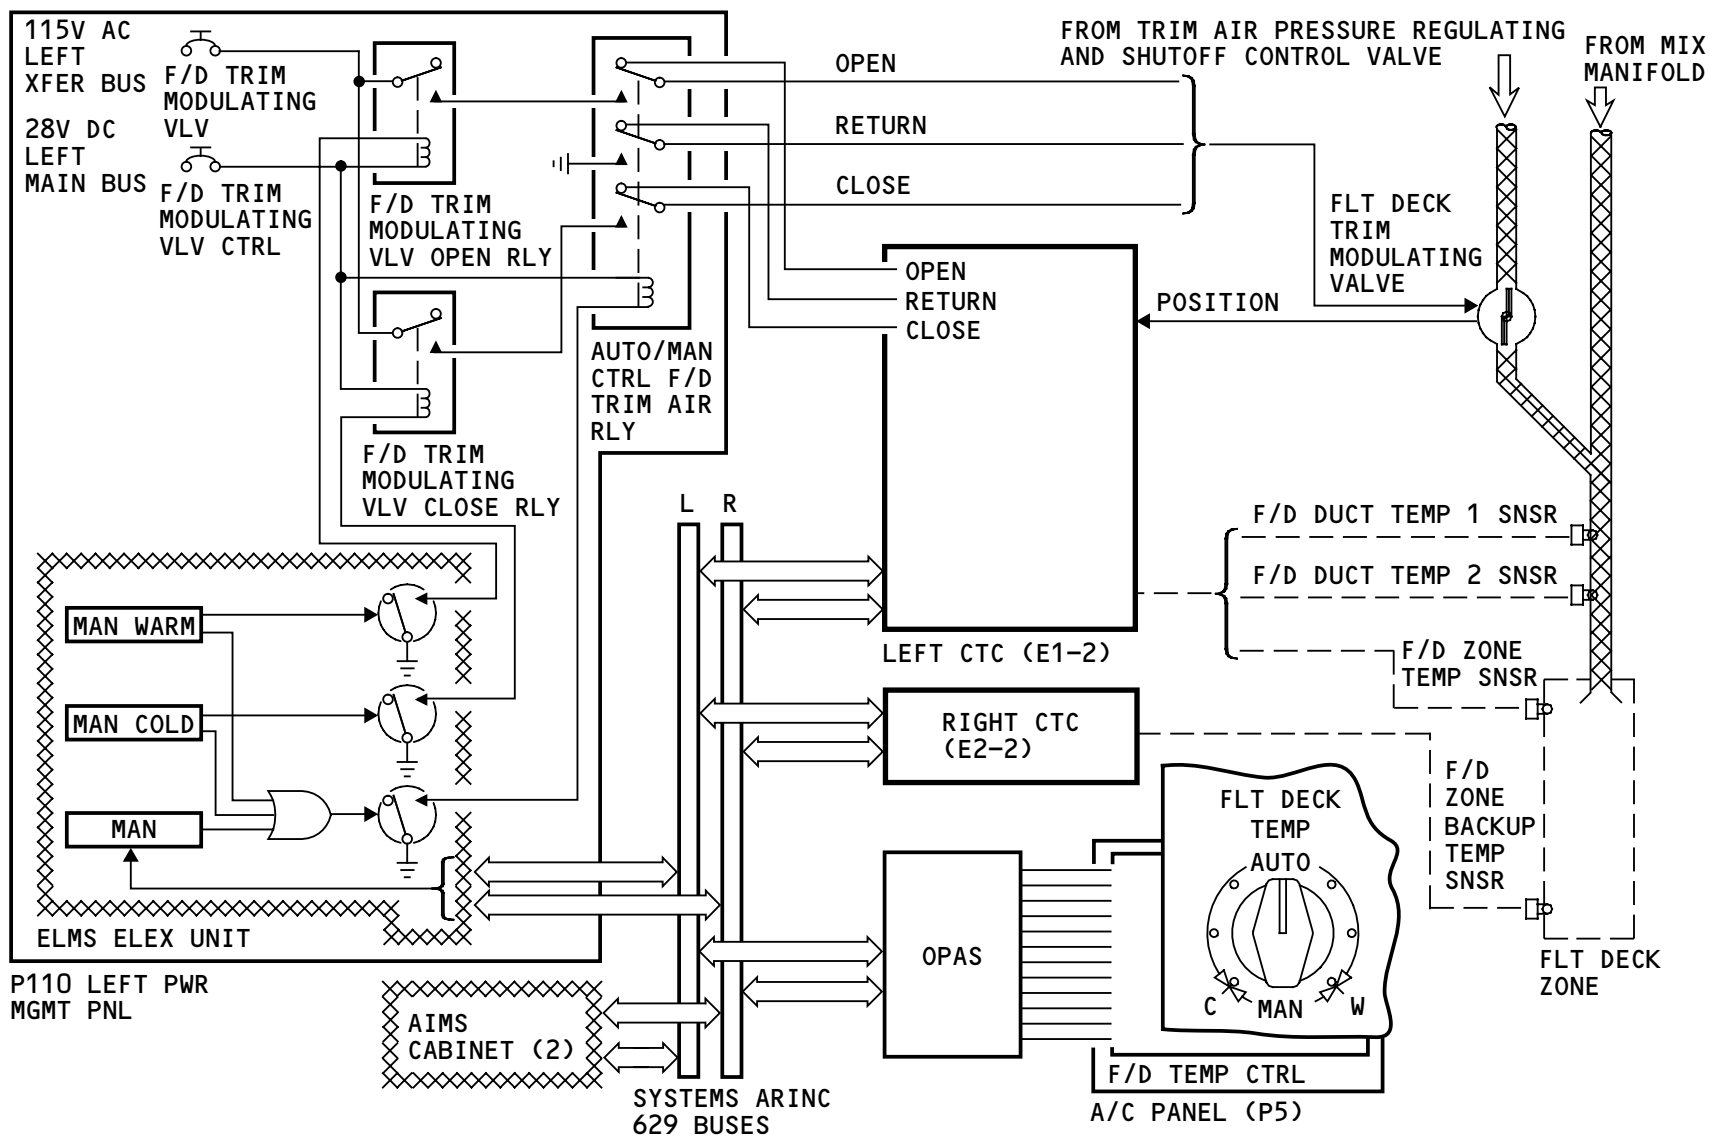 115V AC
LEFT
XFER BUS
F/D TRIM
MODULATING
VLV
28V DC
LEFT
MAIN BUS
F/D TRIM
MODULATING
VLV CTRL
F/D TRIM
MODULATING
VLV OPEN RLY
F/D TRIM
MODULATING
VLV CLOSE RLY
AUTO/MAN
CTRL F/D
TRIM AIR
RLY
OPEN
RETURN
CLOSE
FROM TRIM AIR PRESSURE REGULATING
AND SHUTOFF CONTROL VALVE
FROM MIX
MANIFOLD
FLT DECK
TRIM
MODULATING
VALVE
OPEN
RETURN
CLOSE
POSITION
LEFT CTC (E1-2)
L R
F/D DUCT TEMP 1 SNSR
F/D DUCT TEMP 2 SNSR
F/D ZONE
TEMP SNSR
MAN WARM
MAN COLD
MAN
ELMS ELEX UNIT
P110 LEFT PWR
MGMT PNL
RIGHT CTC
(E2-2)
F/D
ZONE
BACKUP
TEMP
SNSR
FLT DECK
ZONE
OPAS
FLT DECK
TEMP
AUTO
C MAN W
F/D TEMP CTRL
A/C PANEL (P5)
AIMS
CABINET (2)
SYSTEMS ARINC
629 BUSES